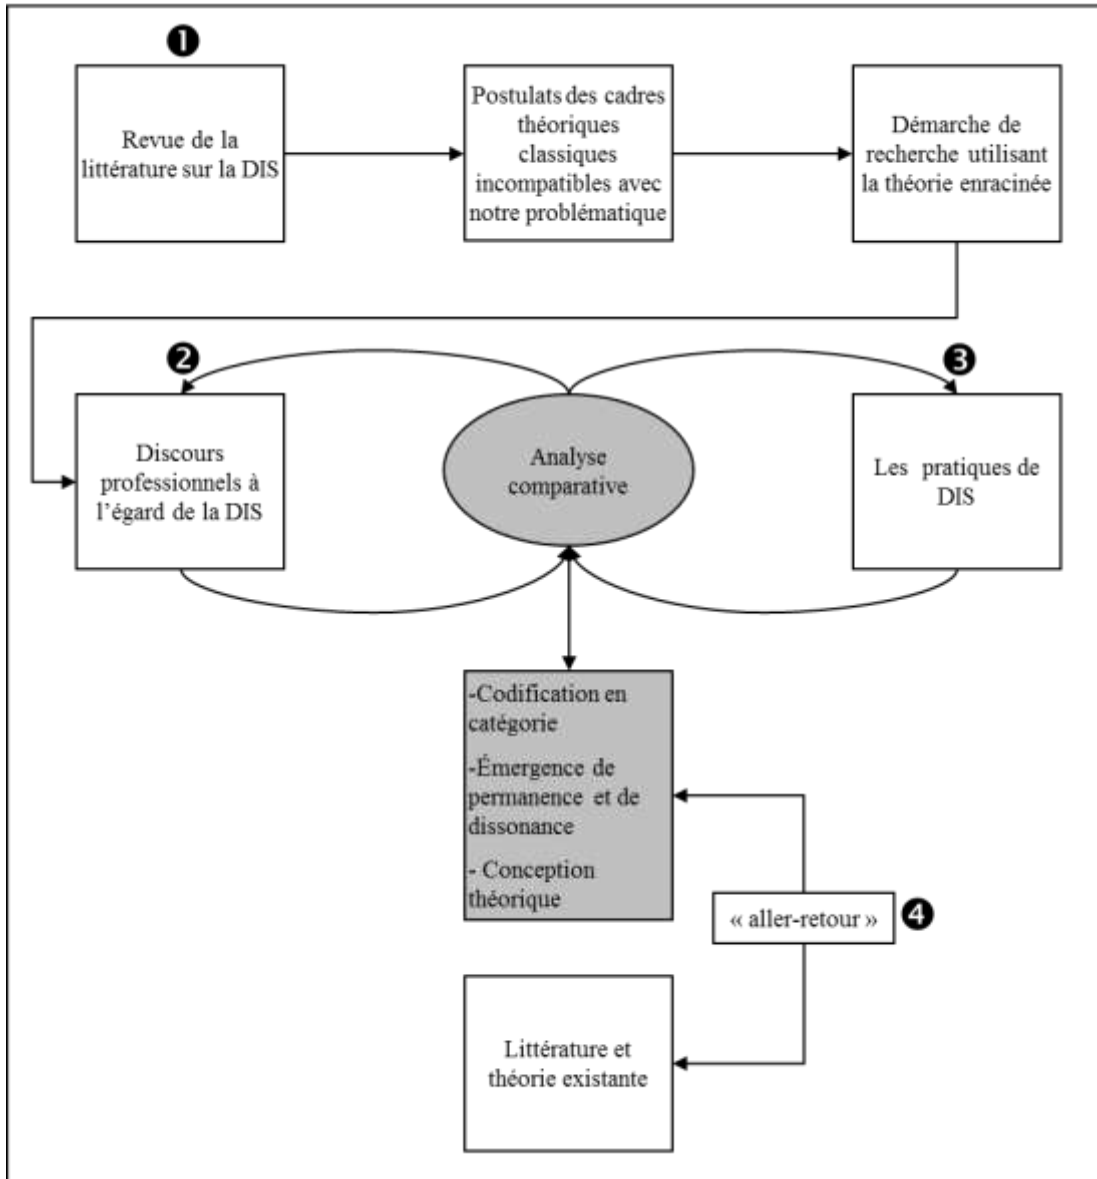 ❶
Revue de la
littérature sur la DIS
Postulats des cadres
théoriques
classiques
incompatibles avec
notre problématique
Démarche de
recherche utilisant
la théorie enracinée
❷
Discours
professionnels à
l'égard de la DIS
Analyse
comparative
❸
Les pratiques de
DIS
-Codification en
catégorie
-Émergence de
permanence et de
dissonance
- Conception
théorique
« aller-retour »
❹
Littérature et
théorie existante